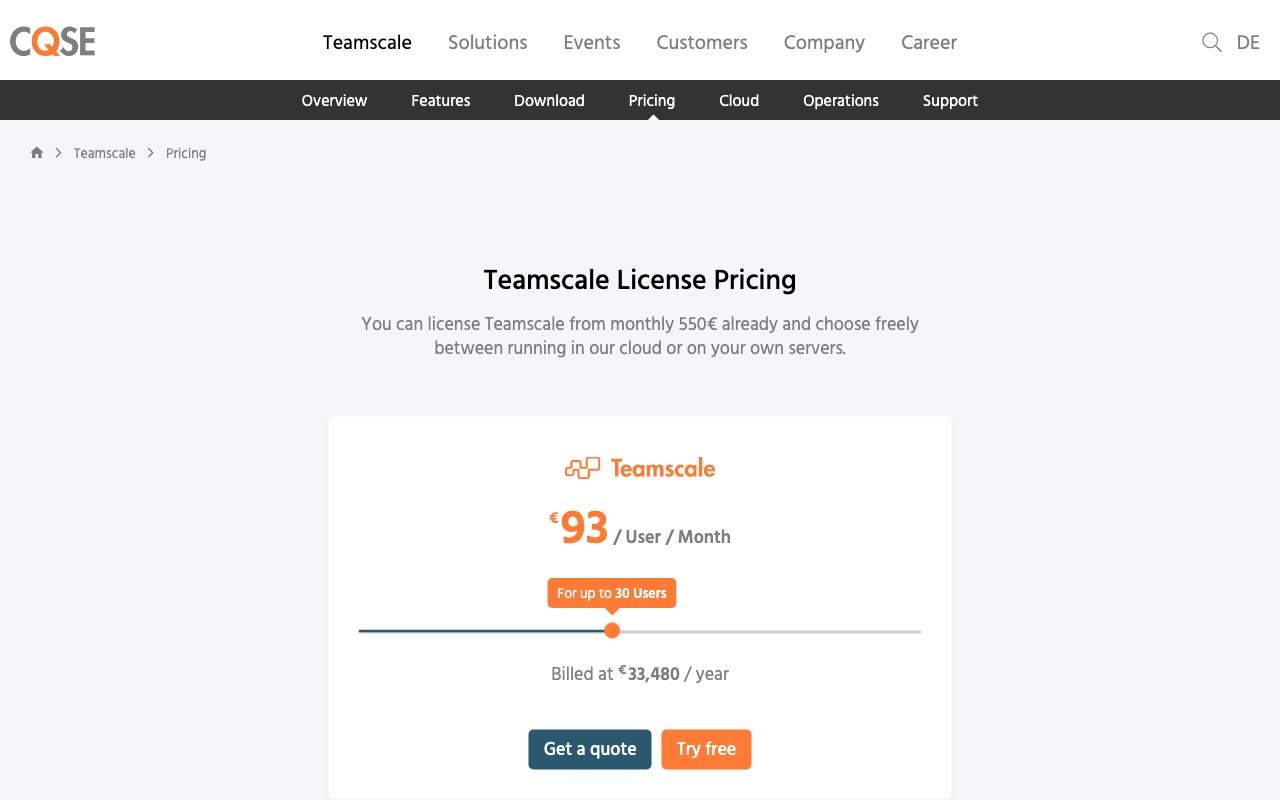 CQSE
Teamscale Solutions Events Customers Company Career
DE
Overview Features Download Pricing Cloud Operations Support
Teamscale Pricing
Teamscale License Pricing
You can license Teamscale from monthly 550€ already and choose freely
between running in our cloud or on your own servers.
Teamscale
€93 / User / Month
For up to 30 Users
Billed at €33,480 / year
Get a quote Try free